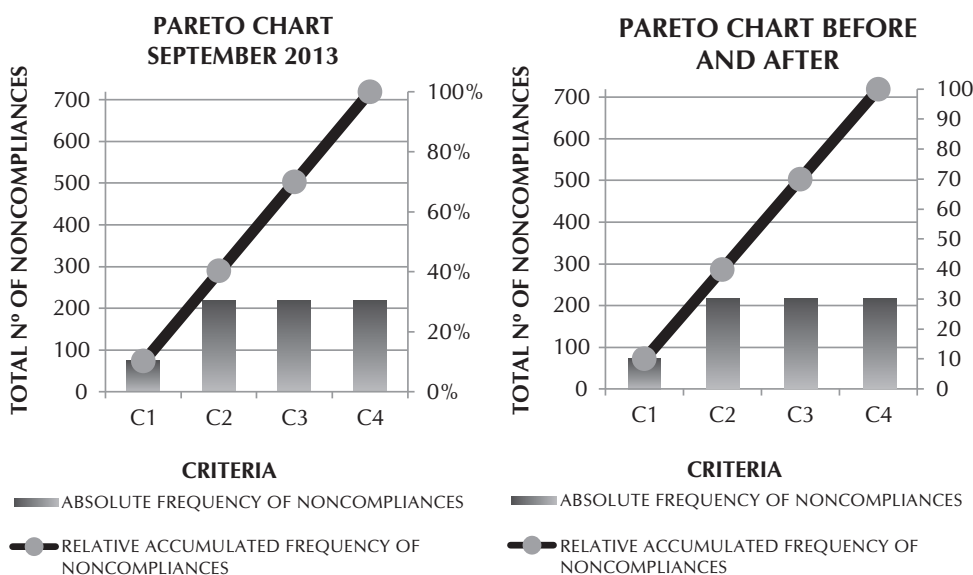 PARETO CHART
SEPTEMBER 2013
TOTAL Nº OF NONCOMPLIANCES
700
600
500
400
300
200
100
0
100%
80%
60%
40%
20%
0%
C1 C2 C3 C4
CRITERIA
ABSOLUTE FREQUENCY OF NONCOMPLIANCES
RELATIVE ACCUMULATED FREQUENCY OF
NONCOMPLIANCES
PARETO CHART BEFORE
AND AFTER
TOTAL Nº OF NONCOMPLIANCES
700
600
500
400
300
200
100
0
100
90
80
70
60
50
40
30
20
10
0
C1 C2 C3 C4
CRITERIA
ABSOLUTE FREQUENCY OF NONCOMPLIANCES
RELATIVE ACCUMULATED FREQUENCY OF
NONCOMPLIANCES